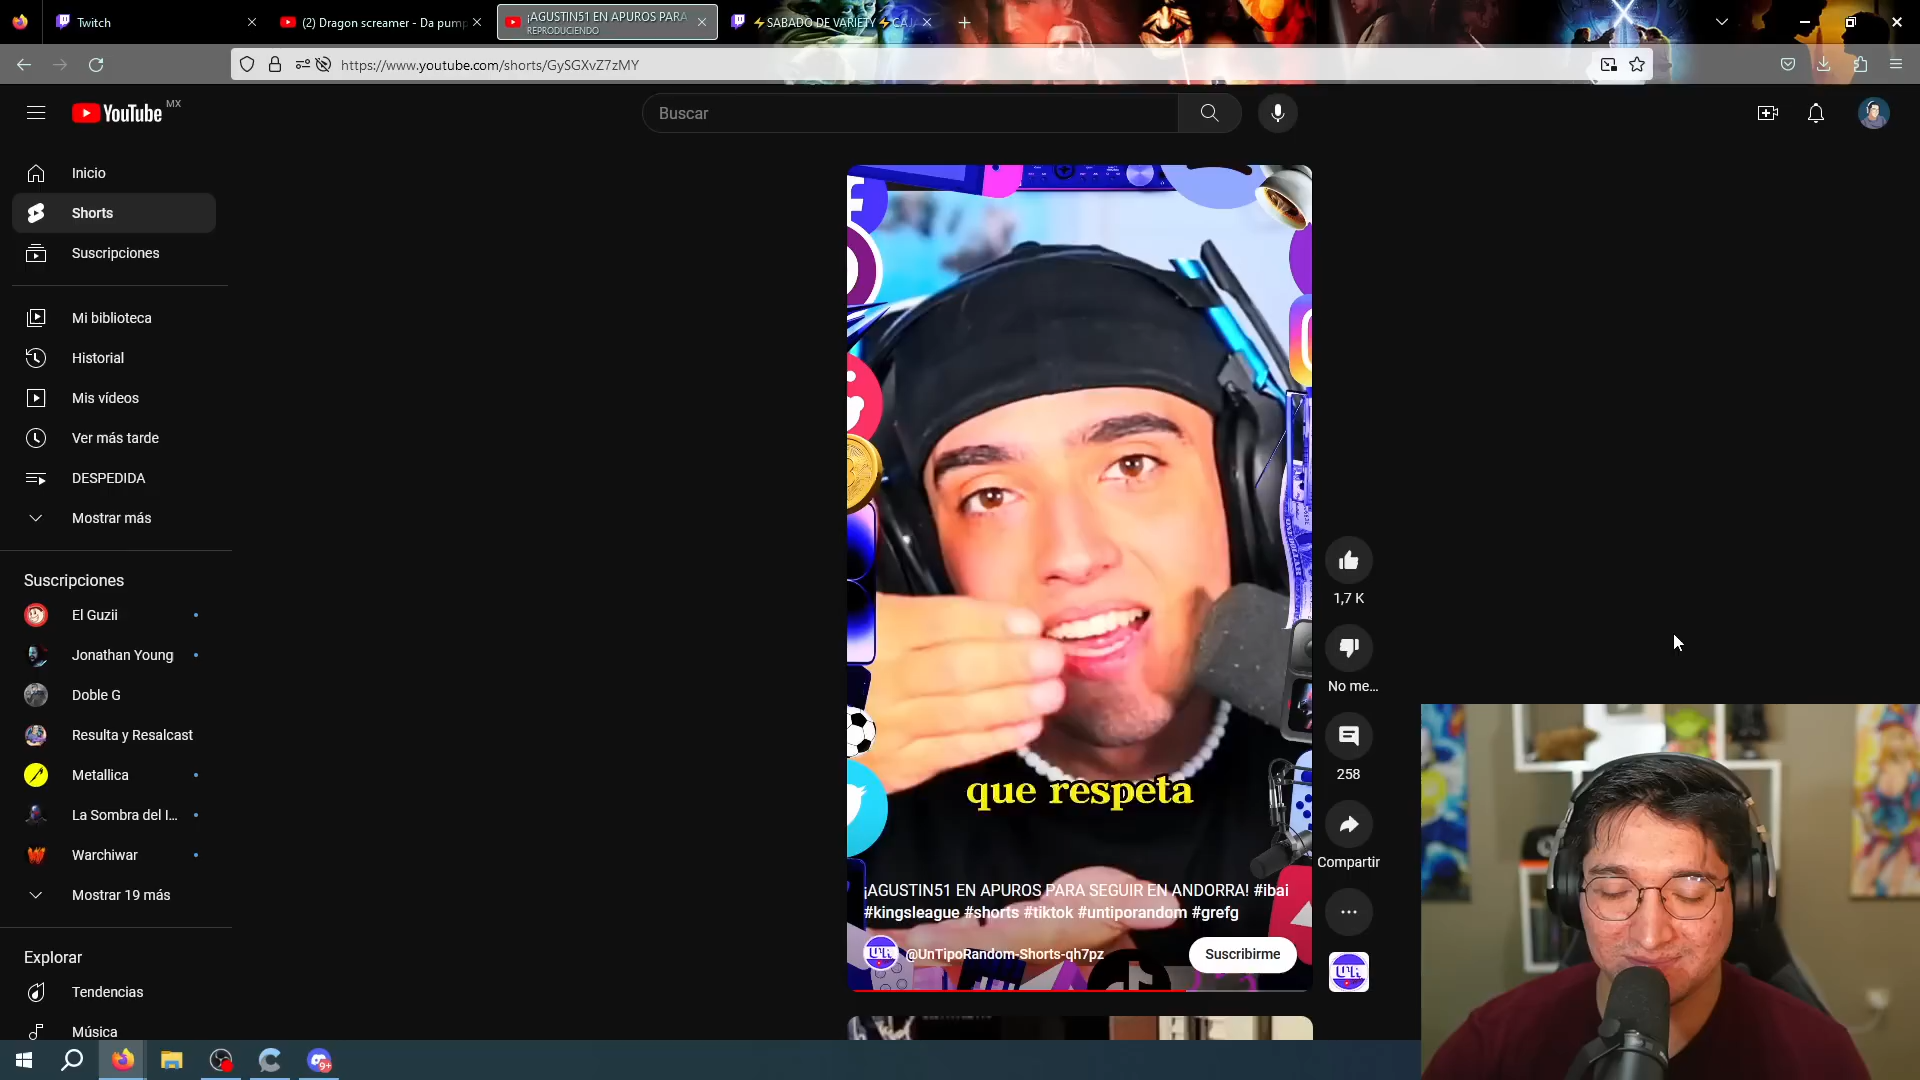 Twitch
(2) Dragon screamer - Da pump
¡AGUSTIN51 EN APUROS PARA
REPRODUCIENDO
⚡SABADO DE VARIETY⚡CAJA
https://www.youtube.com/shorts/GySGXvZ7zMY
YouTube MX
Buscar
Inicio
Shorts
Suscripciones
Mi biblioteca
Historial
Mis vídeos
Ver más tarde
DESPEDIDA
Mostrar más
Suscripciones
El Guzii
Jonathan Young
Doble G
Resulta y Resalcast
Metallica
La Sombra del I...
Warchiwar
Mostrar 19 más
Explorar
Tendencias
Música
que respeta
¡AGUSTIN51 EN APUROS PARA SEGUIR EN ANDORRA! #ibai
#kingsleague #shorts #tiktok #untiporandom #grefg
@UnTipoRandom-Shorts-qh7pz
Suscribirme
1,7 K
No me...
258
Compartir
9+